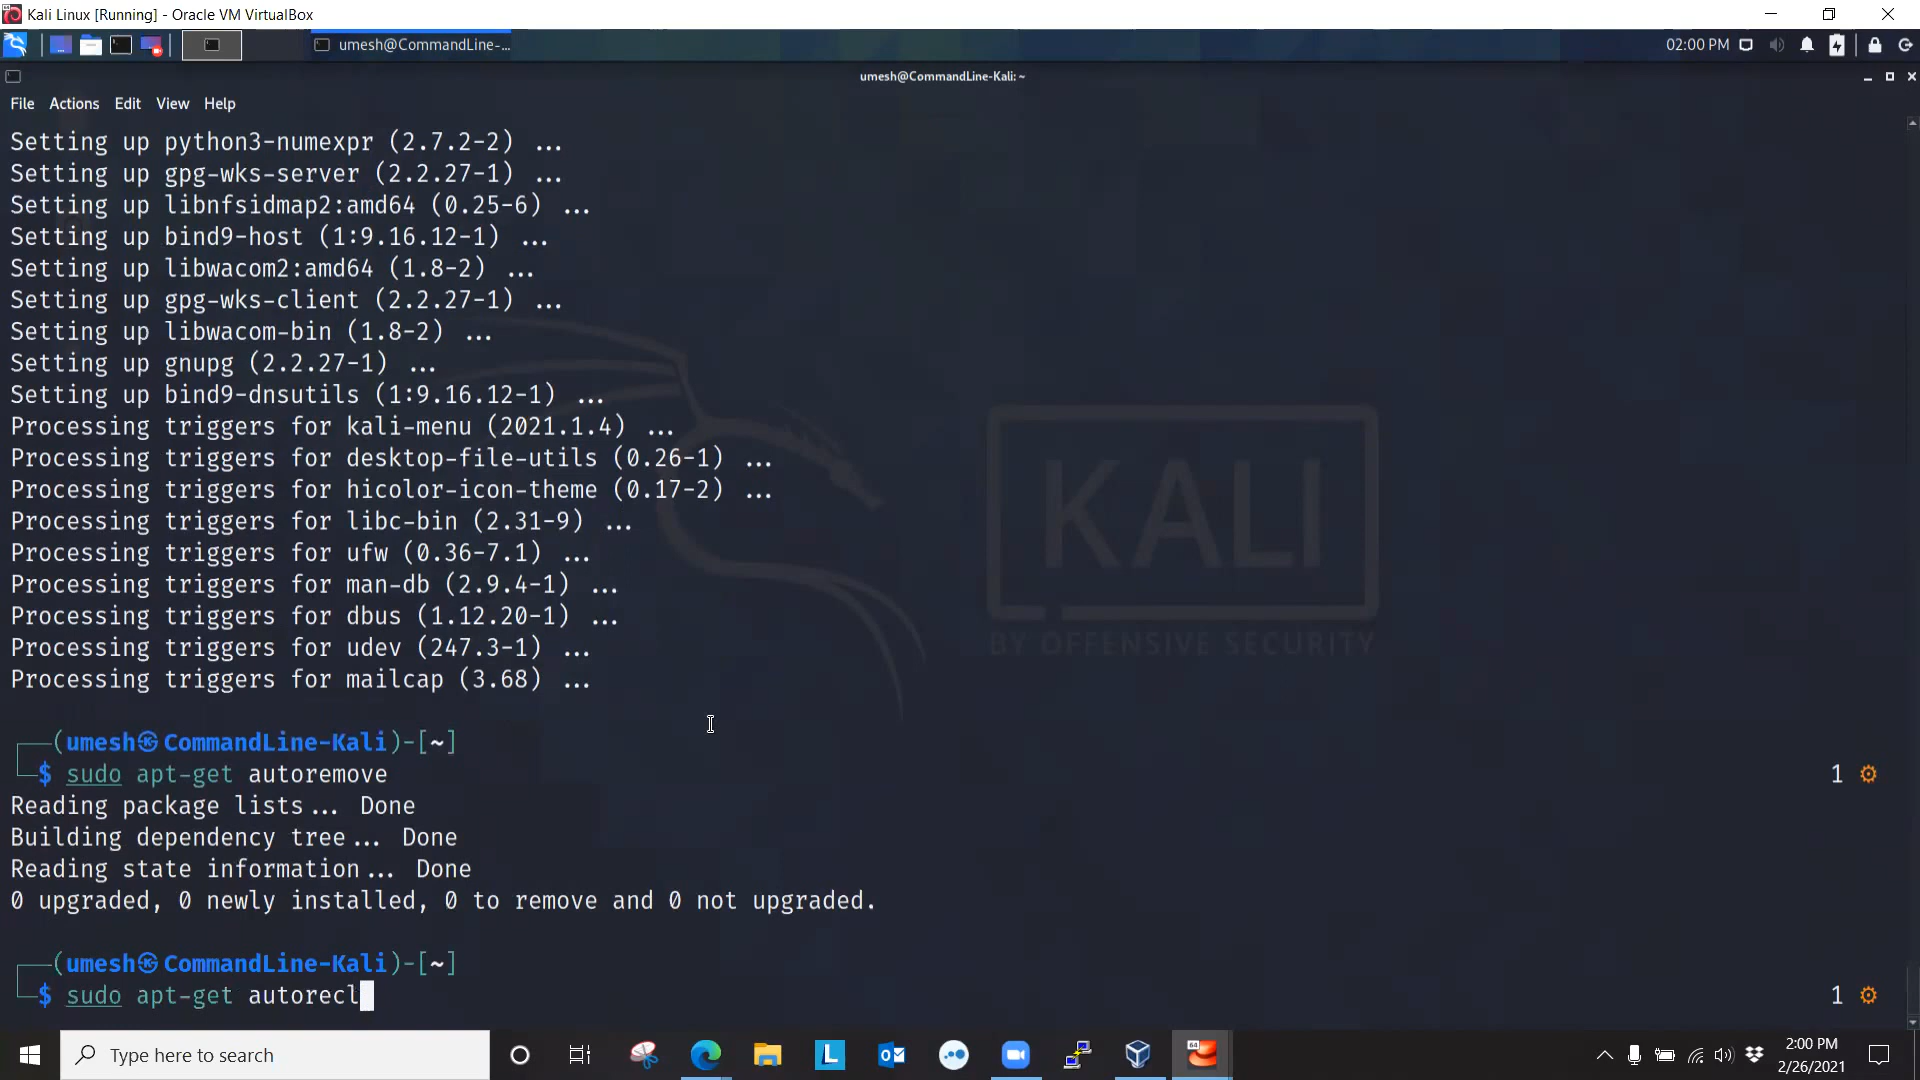 Kali Linux [Running] - Oracle VM VirtualBox
umesh@CommandLine-... 02:00 PM
umesh@CommandLine-Kali: ~
File Actions Edit View Help
Setting up python3-numexpr (2.7.2-2) ...
Setting up gpg-wks-server (2.2.27-1) ...
Setting up libnfsidmap2:amd64 (0.25-6) ...
Setting up bind9-host (1:9.16.12-1) ...
Setting up libwacom2:amd64 (1.8-2) ...
Setting up gpg-wks-client (2.2.27-1) ...
Setting up libwacom-bin (1.8-2) ...
Setting up gnupg (2.2.27-1) ...
Setting up bind9-dnsutils (1:9.16.12-1) ...
Processing triggers for kali-menu (2021.1.4) ...
Processing triggers for desktop-file-utils (0.26-1) ...
Processing triggers for hicolor-icon-theme (0.17-2) ...
Processing triggers for libc-bin (2.31-9) ...
Processing triggers for ufw (0.36-7.1) ...
Processing triggers for man-db (2.9.4-1) ...
Processing triggers for dbus (1.12.20-1) ...
Processing triggers for udev (247.3-1) ...
Processing triggers for mailcap (3.68) ...
KALI
BY OFFENSIVE SECURITY
┌──(umesh㉿CommandLine-Kali)-[~]
└─$ sudo apt-get autoremove 1 ⚙
Reading package lists... Done
Building dependency tree... Done
Reading state information... Done
0 upgraded, 0 newly installed, 0 to remove and 0 not upgraded.
┌──(umesh㉿CommandLine-Kali)-[~]
└─$ sudo apt-get autorecl 1 ⚙
Type here to search
L
64
2:00 PM
2/26/2021